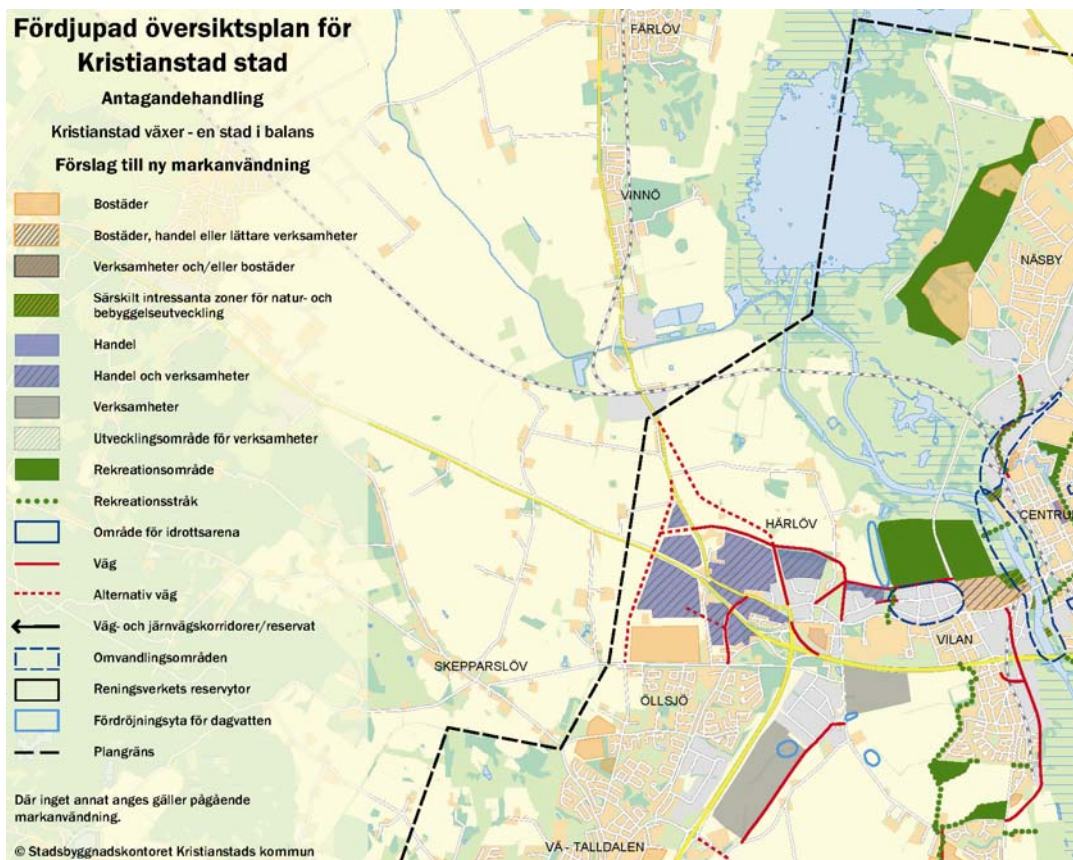 Fördjupad översiktsplan för
Kristianstad stad
Antagandehandling
Kristianstad växer - en stad i balans
Förslag till ny markanvändning
Bostäder
Bostäder, handel eller lättare verksamheter
Verksamheter och/eller bostäder
Särskilt intressanta zoner för natur- och
bebyggelseutveckling
Handel
Handel och verksamheter
Verksamheter
Utvecklingsområde för verksamheter
Rekreationsområde
Rekreationsstråk
Område för idrottsarena
Väg
Alternativ väg
Väg- och järnvägskorridorer/reservat
Omvandlingsområden
Reningsverkets reservytor
Fördröjningsyta för dagvatten
Plangräns
Där inget annat anges gäller pågående
markanvändning.
© Stadsbyggnadskontoret Kristianstads kommun
FÄRLÖV
VINNÖ
NÄSBY
CENTRU
HÄRLÖV
VILAN
SKEPPARSLÖV
ÖLLSJÖ
VÄ - TALLDALEN